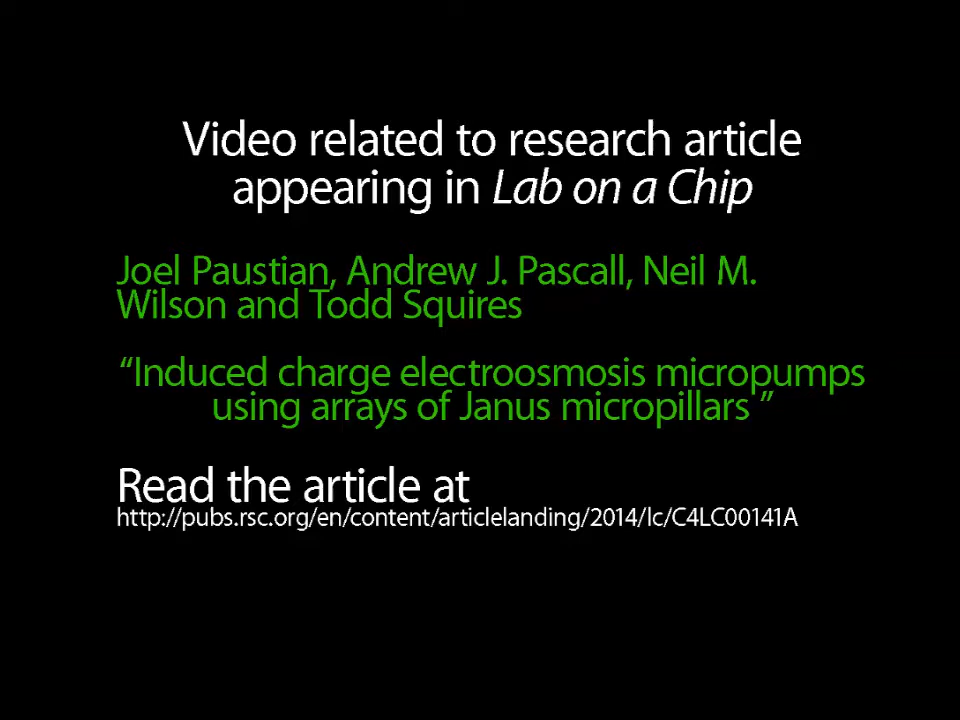 Video related to research article
appearing in Lab on a Chip
Joel Paustian, Andrew J. Pascall, Neil M.
Wilson and Todd Squires
“Induced charge electroosmosis micropumps
using arrays of Janus micropillars ”
Read the article at
http://pubs.rsc.org/en/content/articlelanding/2014/lc/C4LC00141A